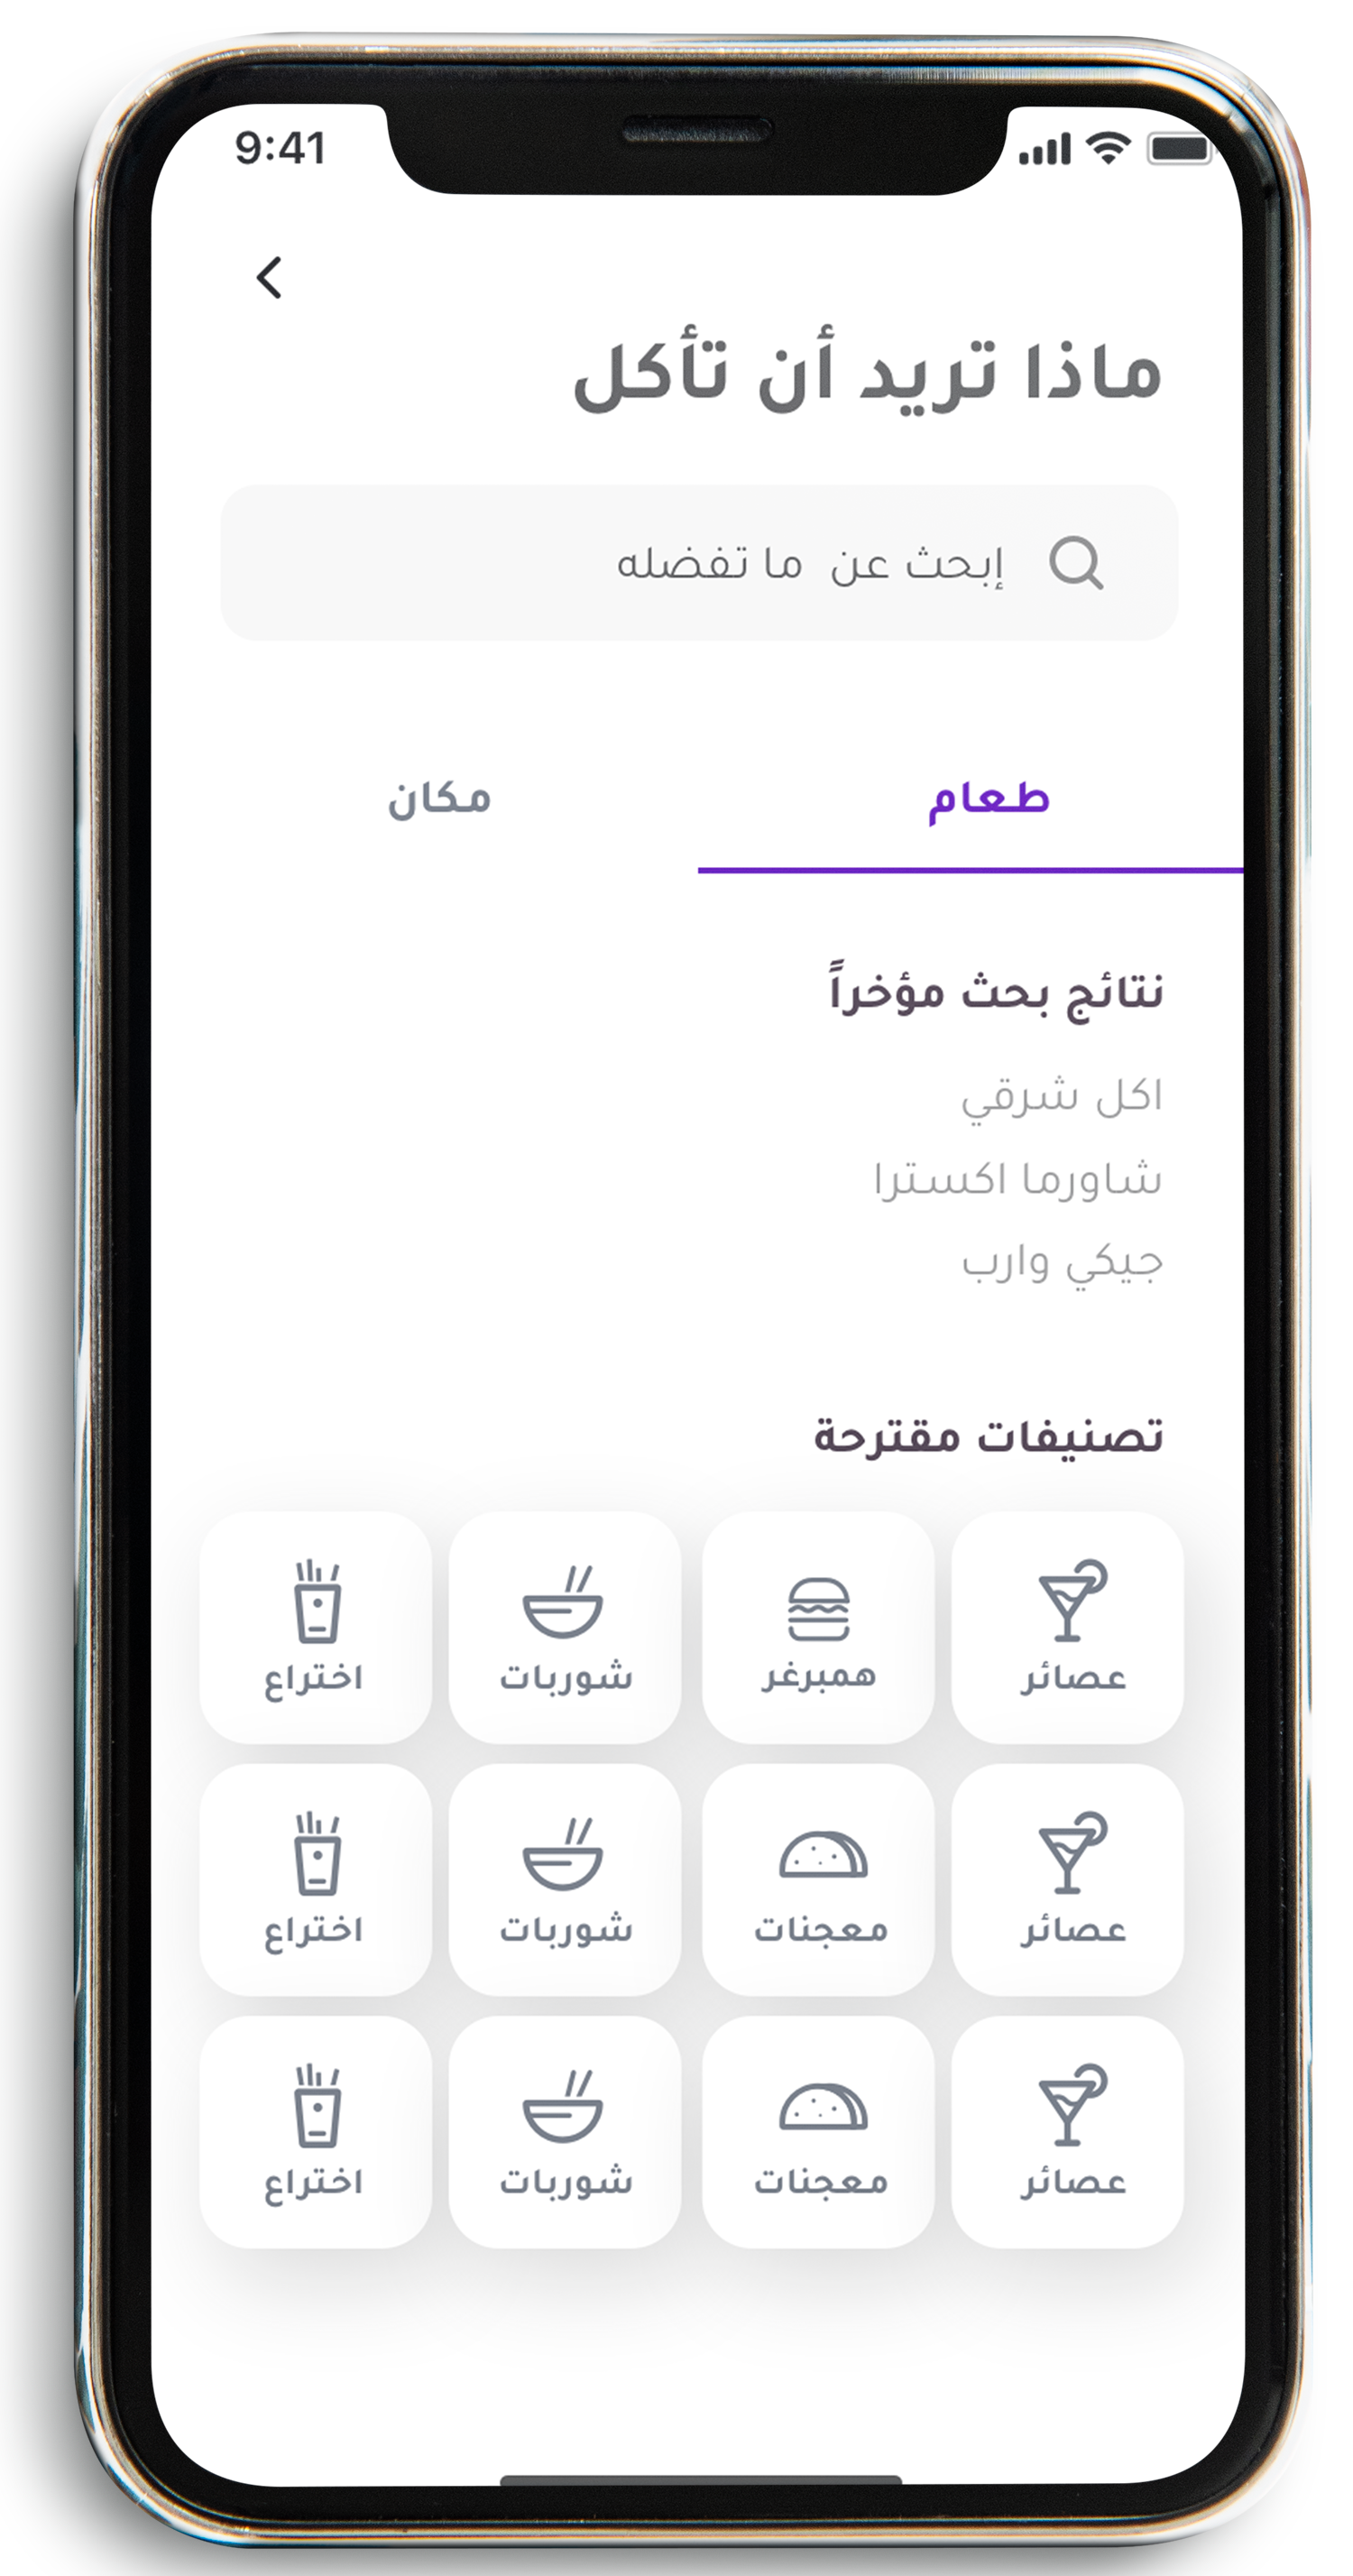 9:41
ماذا تريد أن تأكل
إبحث عن ما تفضله
طعام مكان
نتائج بحث مؤخراً
اكل شرقي
شاورما اكسترا
جيكي وارب
تصنيفات مقترحة
عصائر همبرغر شوربات اختراع
عصائر معجنات شوربات اختراع
عصائر معجنات شوربات اختراع